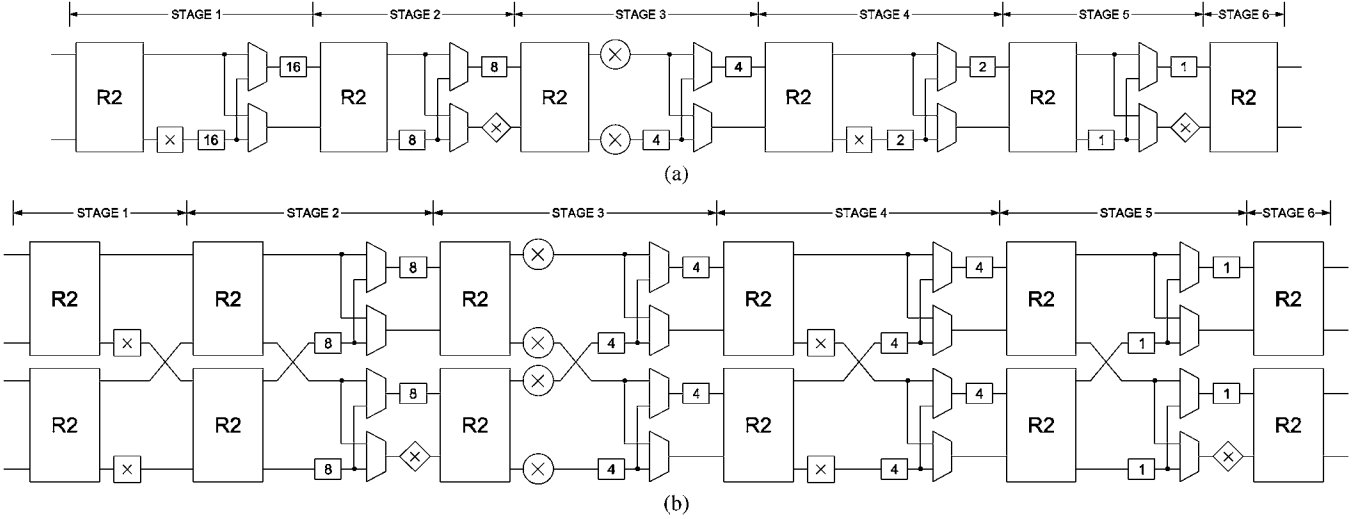 STAGE 1 STAGE 2 STAGE 3 STAGE 4 STAGE 5 STAGE 6
16 8 4 2 1
R2 R2 R2 R2 R2 R2
16 8 4 2 1
(a)
STAGE 1 STAGE 2 STAGE 3 STAGE 4 STAGE 5 STAGE 6
8 4 4 1
R2 R2 R2 R2 R2 R2
8 4 4 1
8 4 4 1
R2 R2 R2 R2 R2 R2
8 4 4 1
(b)